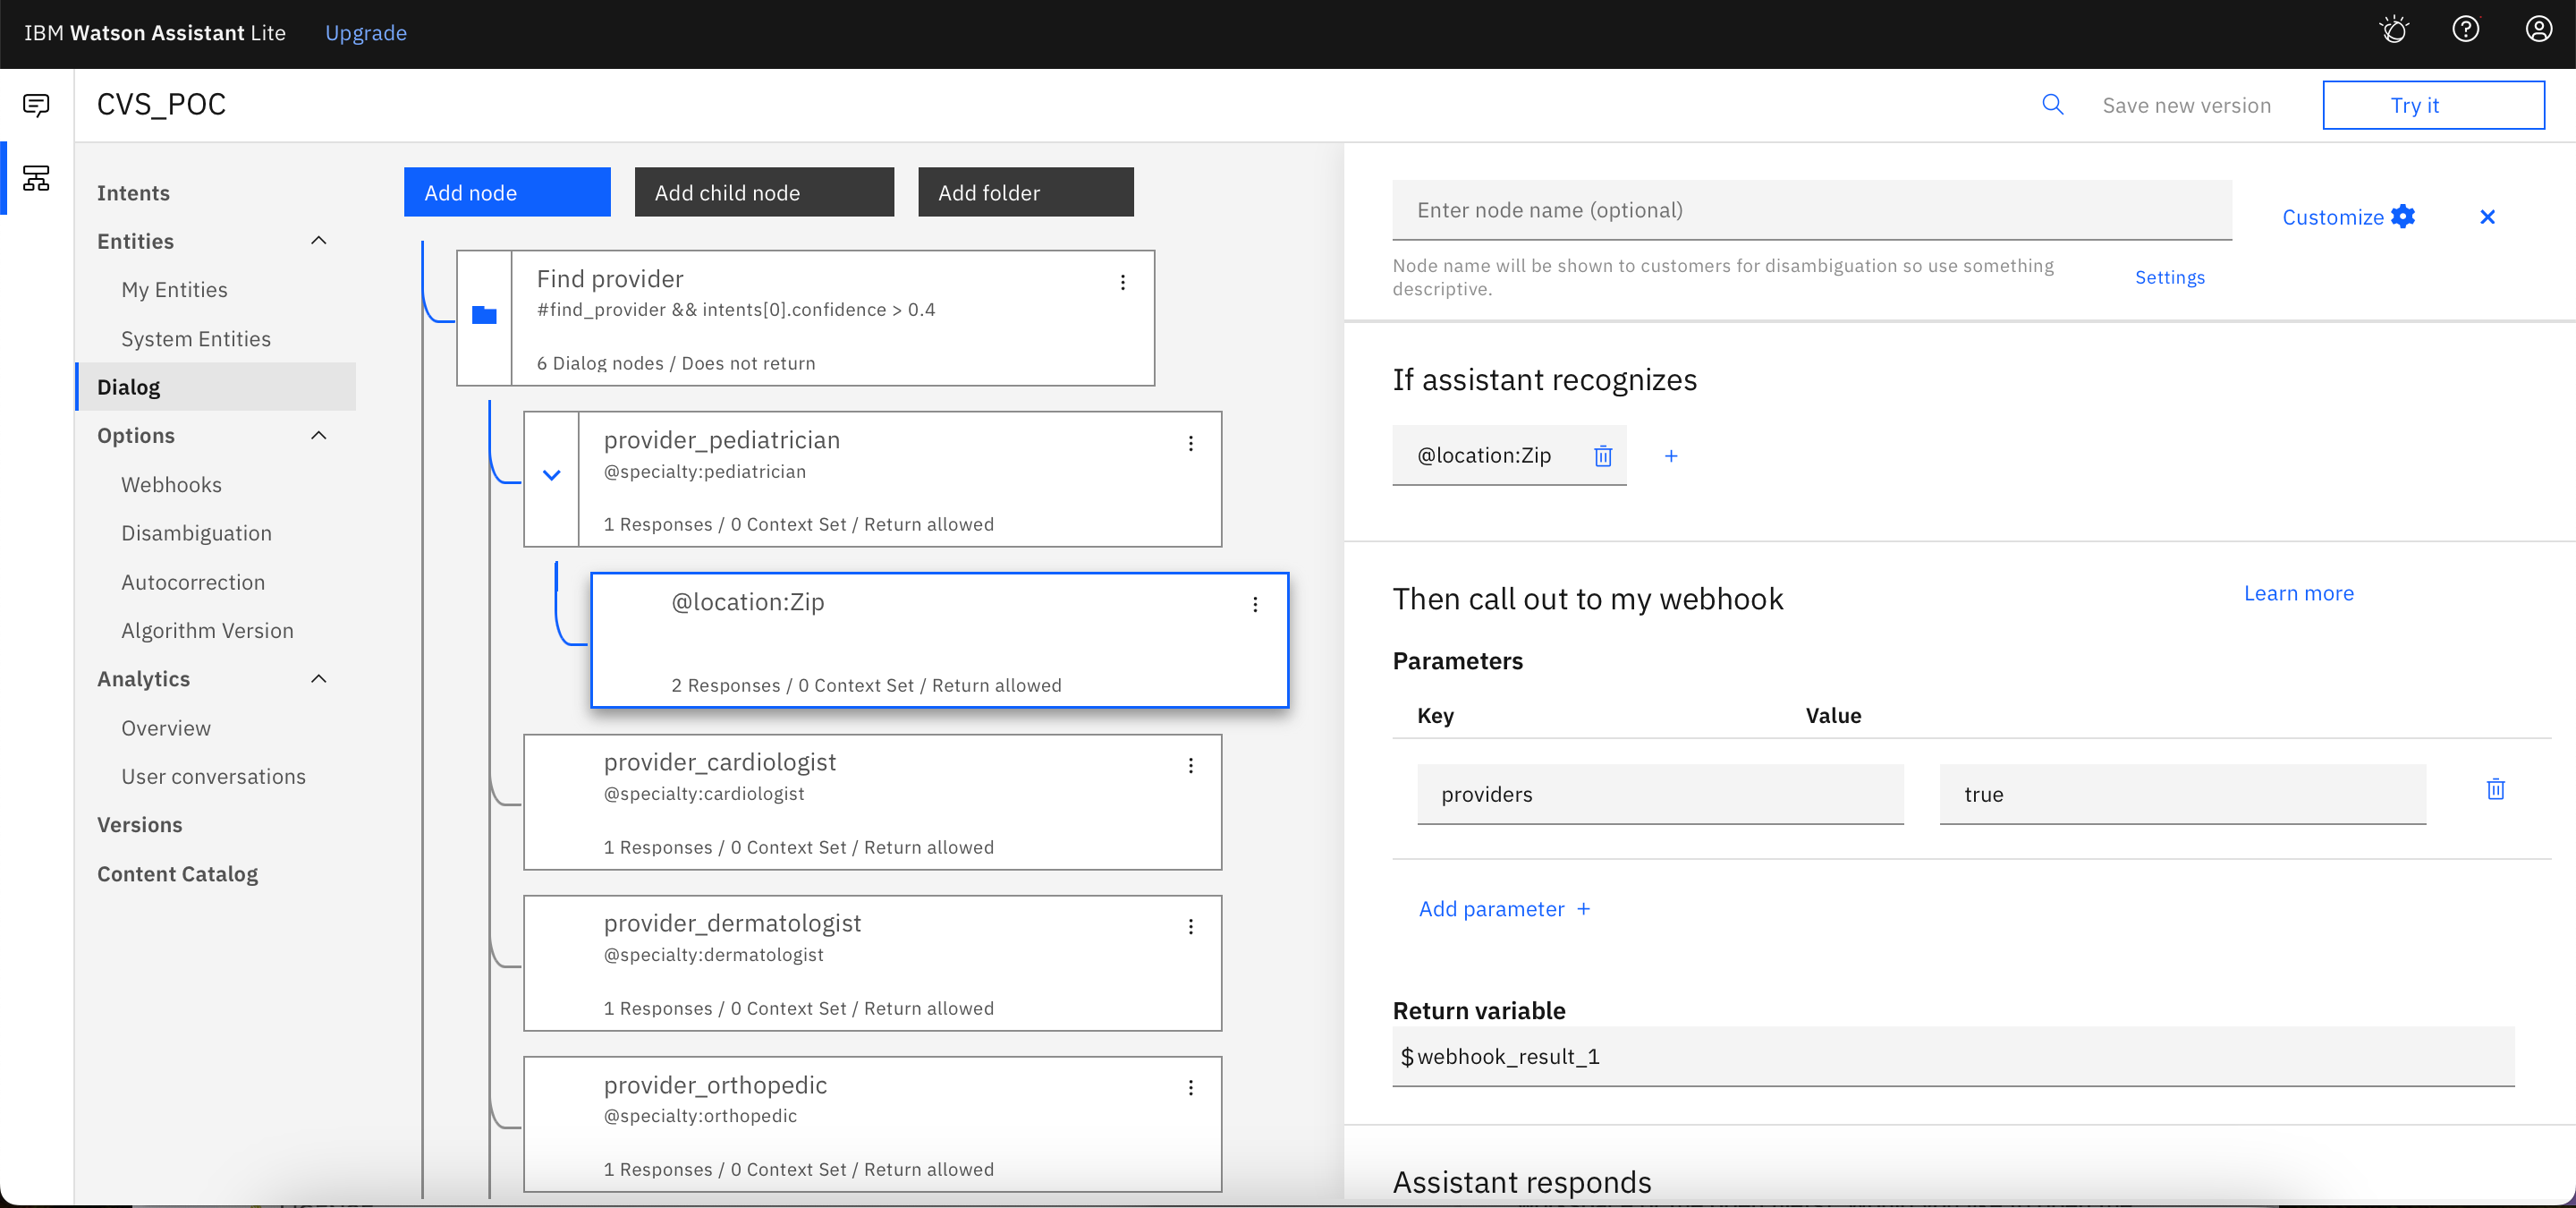 IBM Watson Assistant Lite Upgrade
CVS_POC
Save new version
Try it
Intents
Entities
My Entities
System Entities
Dialog
Options
Webhooks
Disambiguation
Autocorrection
Algorithm Version
Analytics
Overview
User conversations
Versions
Content Catalog
Add node
Add child node
Add folder
Find provider
#find_provider && intents[0].confidence > 0.4
6 Dialog nodes / Does not return
provider_pediatrician
@specialty:pediatrician
1 Responses / 0 Context Set / Return allowed
@location:Zip
2 Responses / 0 Context Set / Return allowed
provider_cardiologist
@specialty:cardiologist
1 Responses / 0 Context Set / Return allowed
provider_dermatologist
@specialty:dermatologist
1 Responses / 0 Context Set / Return allowed
provider_orthopedic
@specialty:orthopedic
1 Responses / 0 Context Set / Return allowed
Enter node name (optional)
Customize
Node name will be shown to customers for disambiguation so use something
descriptive.
Settings
If assistant recognizes
@location:Zip
+
Then call out to my webhook
Learn more
Parameters
Key Value
providers true
Add parameter +
Return variable
$webhook_result_1
Assistant responds